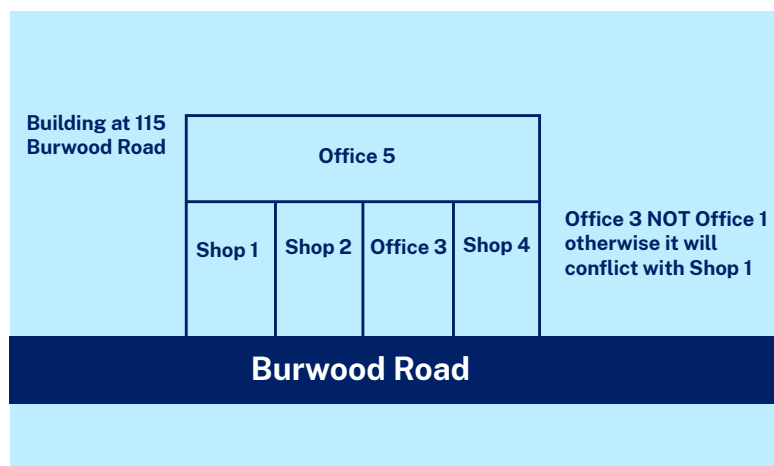 Building at 115
Burwood Road
Office 5
Shop 1
Shop 2
Office 3
Shop 4
Office 3 NOT Office 1
otherwise it will
conflict with Shop 1
Burwood Road